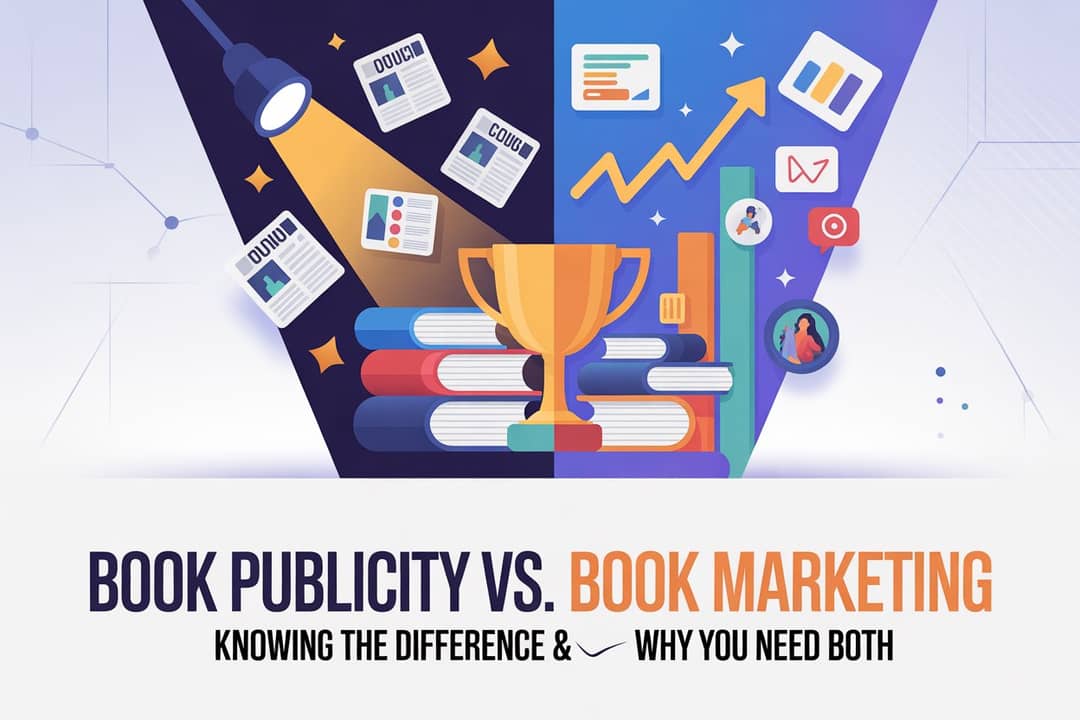 BOOK PUBLICITY VS. BOOK MARKETING
KNOWING THE DIFFERENCE & WHY YOU NEED BOTH